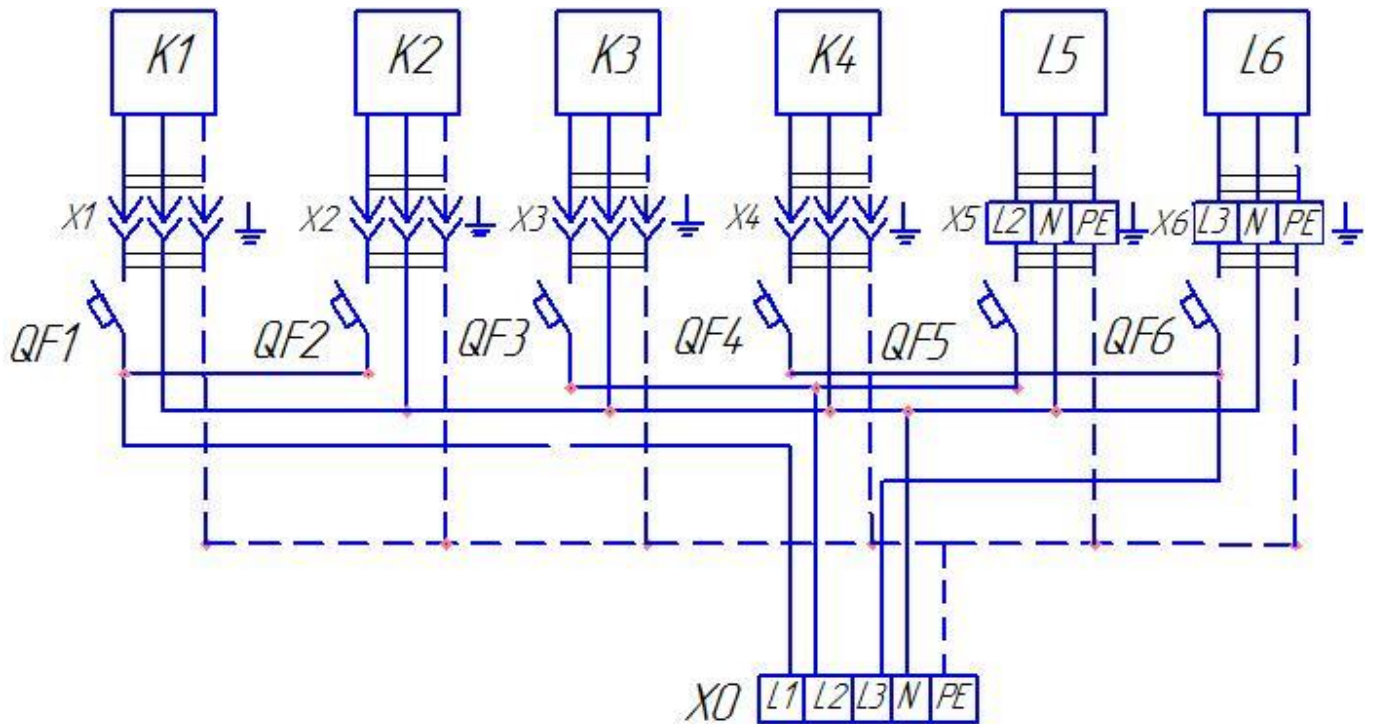 K1 K2 K3 K4 L5 L6
X1 X2 X3 X4 X5 L2 N PE X6 L3 N PE
QF1 QF2 QF3 QF4 QF5 QF6
X0 L1 L2 L3 N PE